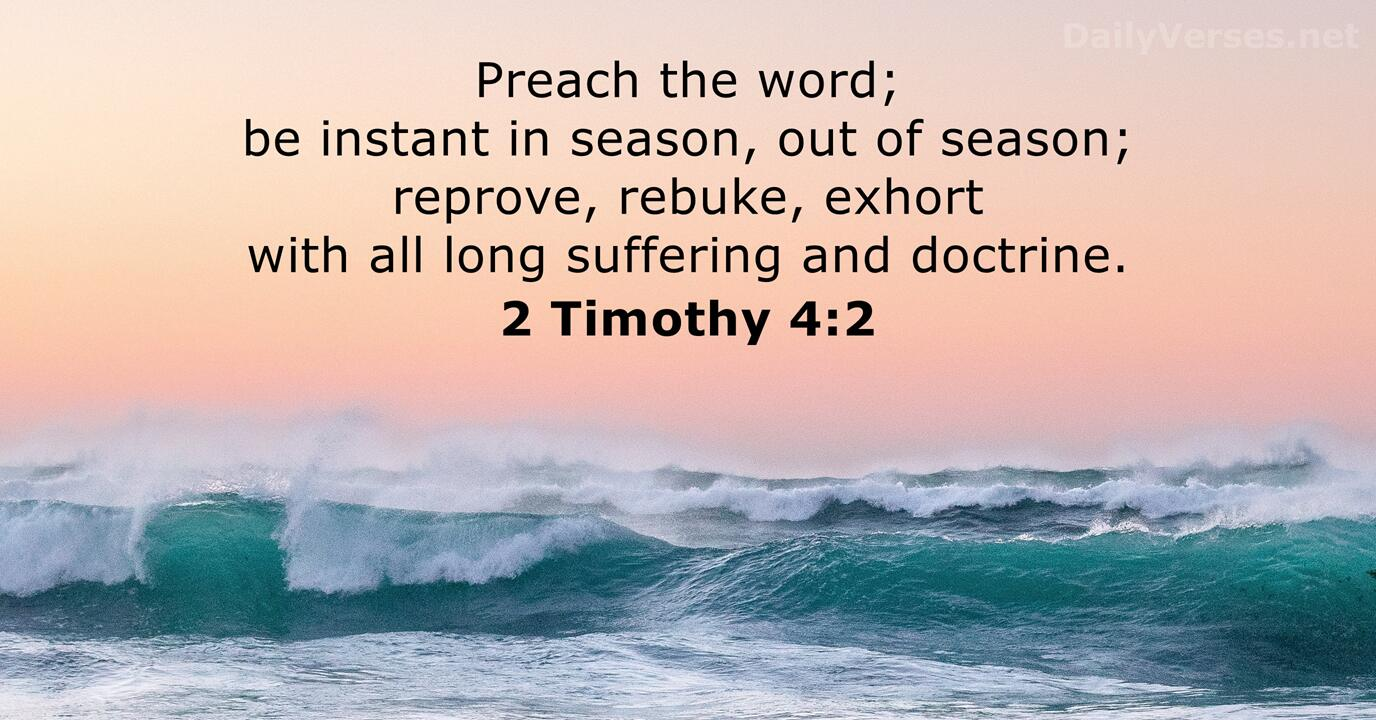 DailyVerses.net
Preach the word;
be instant in season, out of season;
reprove, rebuke, exhort
with all long suffering and doctrine.
2 Timothy 4:2